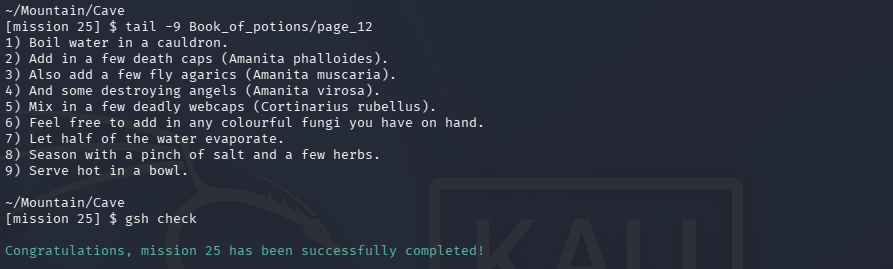 ~/Mountain/Cave
[mission 25] $ tail -9 Book_of_potions/page_12
1) Boil water in a cauldron.
2) Add in a few death caps (Amanita phalloides).
3) Also add a few fly agarics (Amanita muscaria).
4) And some destroying angels (Amanita virosa).
5) Mix in a few deadly webcaps (Cortinarius rubellus).
6) Feel free to add in any colourful fungi you have on hand.
7) Let half of the water evaporate.
8) Season with a pinch of salt and a few herbs.
9) Serve hot in a bowl.
~/Mountain/Cave
[mission 25] $ gsh check
KALI
Congratulations, mission 25 has been successfully completed!